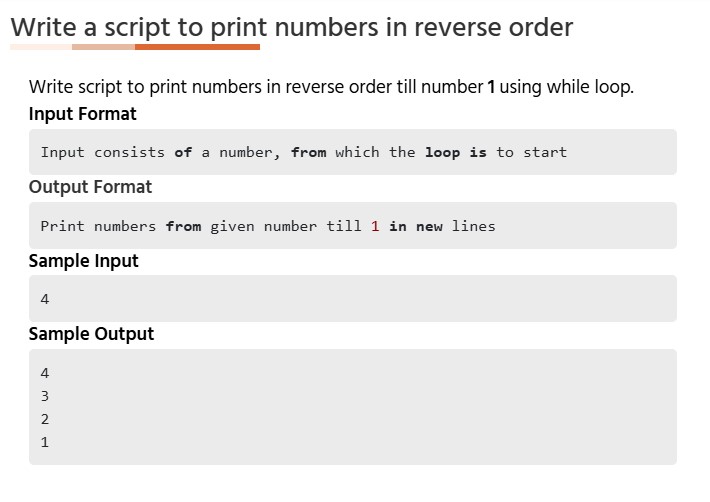 Write a script to print numbers in reverse order
Write script to print numbers in reverse order till number 1 using while loop.
Input Format
Input consists of a number, from which the loop is to start
Output Format
Print numbers from given number till 1 in new lines
Sample Input
4
Sample Output
4
3
2
1